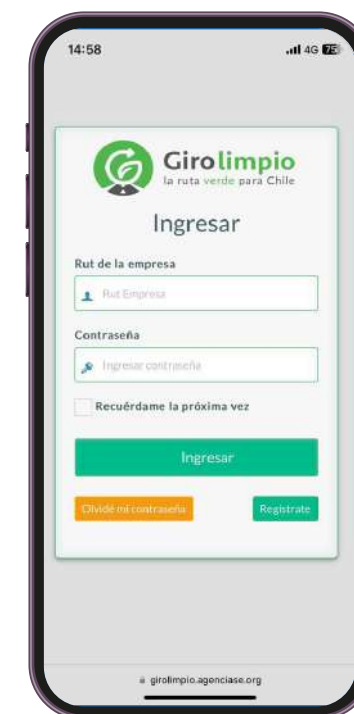 14:58
4G 75
Girolimpio
la ruta verde para Chile
Ingresar
Rut de la empresa
Rut Empresa
Contraseña
Ingresar contraseña
Recuérdame la próxima vez
Ingresar
Olvidé mi contraseña
Registrate
girolimpio.agenciase.org